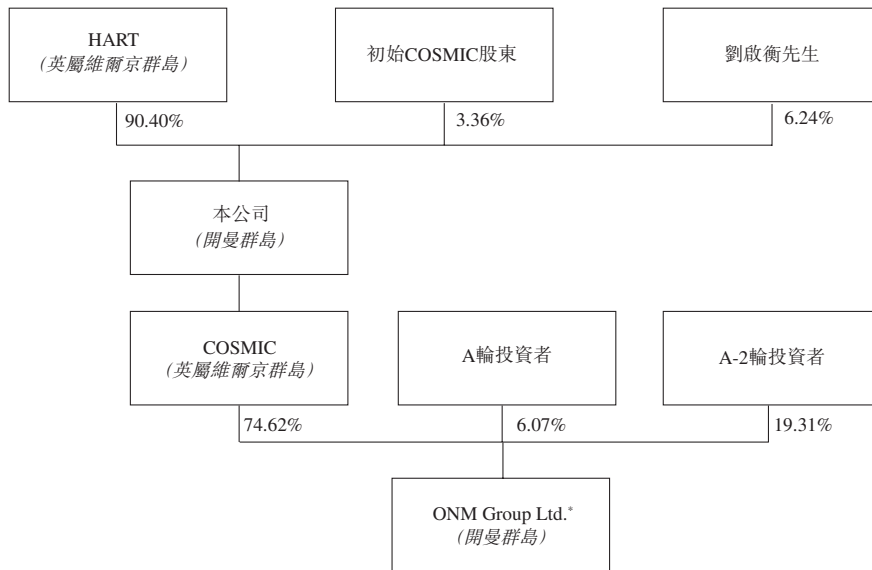 HART
(英屬維爾京群島)
初始COSMIC股東
劉啟衡先生
90.40%
3.36%
6.24%
本公司
(開曼群島)
COSMIC
(英屬維爾京群島)
A輪投資者
A-2輪投資者
74.62%
6.07%
19.31%
ONM Group Ltd.*
(開曼群島)